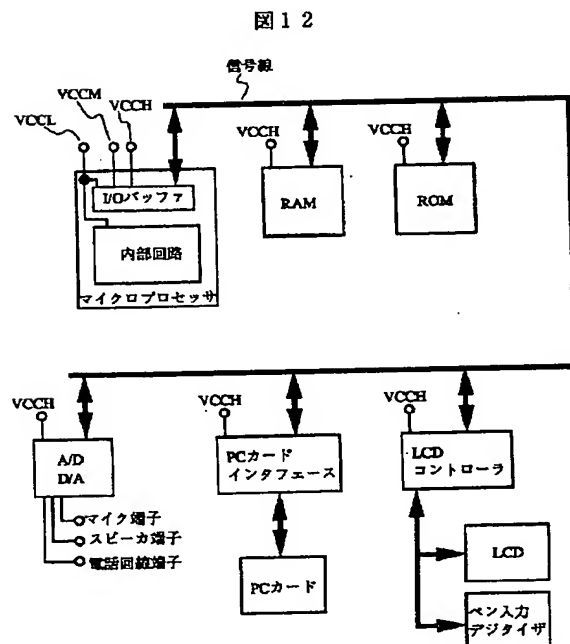 図12
信号線
VCCM
VCCH
VCCL
VCCH
VCCH
I/Oバッファ
RAM
ROM
内部回路
マイクロプロセッサ
VCCH
VCCH
VCCH
A/D
D/A
PCカード
インタフェース
LCD
コントローラ
マイク端子
スピーカ端子
電話回線端子
PCカード
LCD
ペン入力
デジタイザ